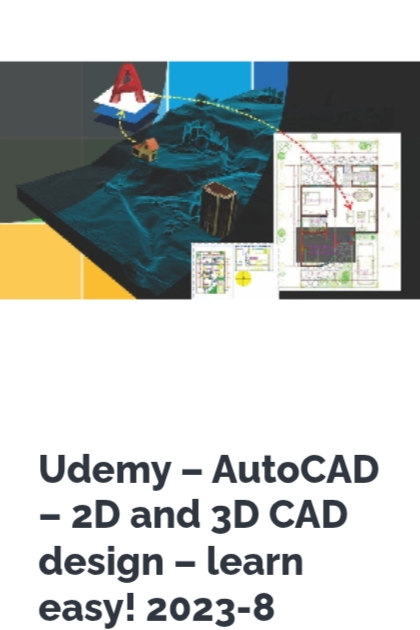 A
Udemy – AutoCAD
– 2D and 3D CAD
design – learn
easy! 2023-8